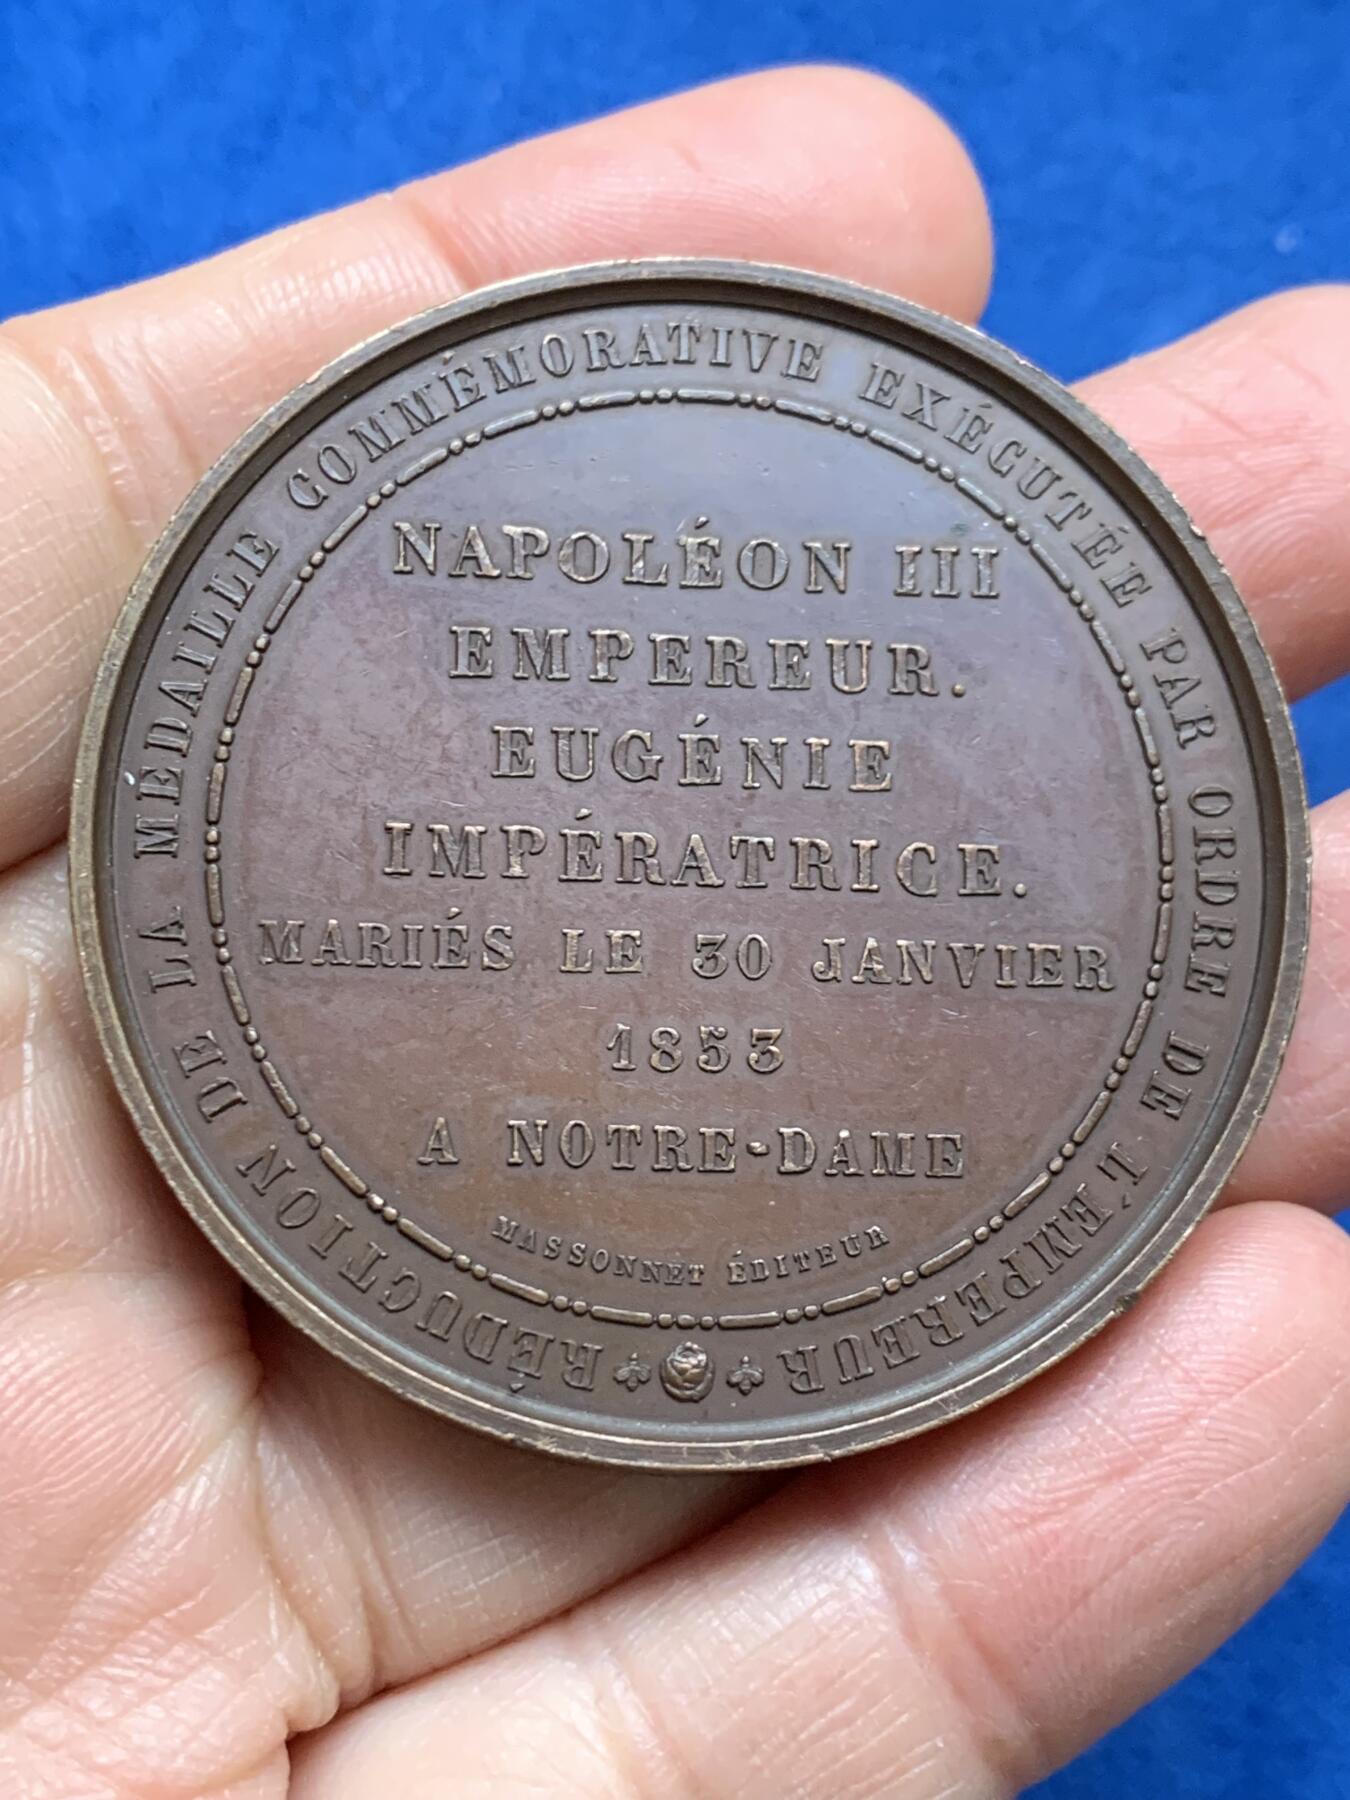 RÉDUCTION DE LA MÉDAILLE COMMÉMORATIVE EXÉCUTÉE PAR ORDRE DE L'EMPEREUR
NAPOLÉON III
EMPEREUR.
EUGÉNIE
IMPÉRATRICE.
MARIÉS LE 30 JANVIER
1853
A NOTRE-DAME
MASSONNET ÉDITEUR